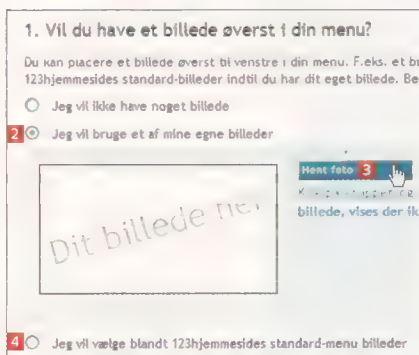 1. Vil du have et billede øverst i din menu?
Du kan placere et billede øverst til venstre i din menu. F.eks. et
123hjemmesides standard-billeder indtil du har dit eget billede.
Jeg vil ikke have noget billede
2 Jeg vil bruge et af mine egne billeder
Hent foto 3
billede, vises der
Dit billede her
4 Jeg vil vælge blandt 123hjemmesides standard-menu billeder